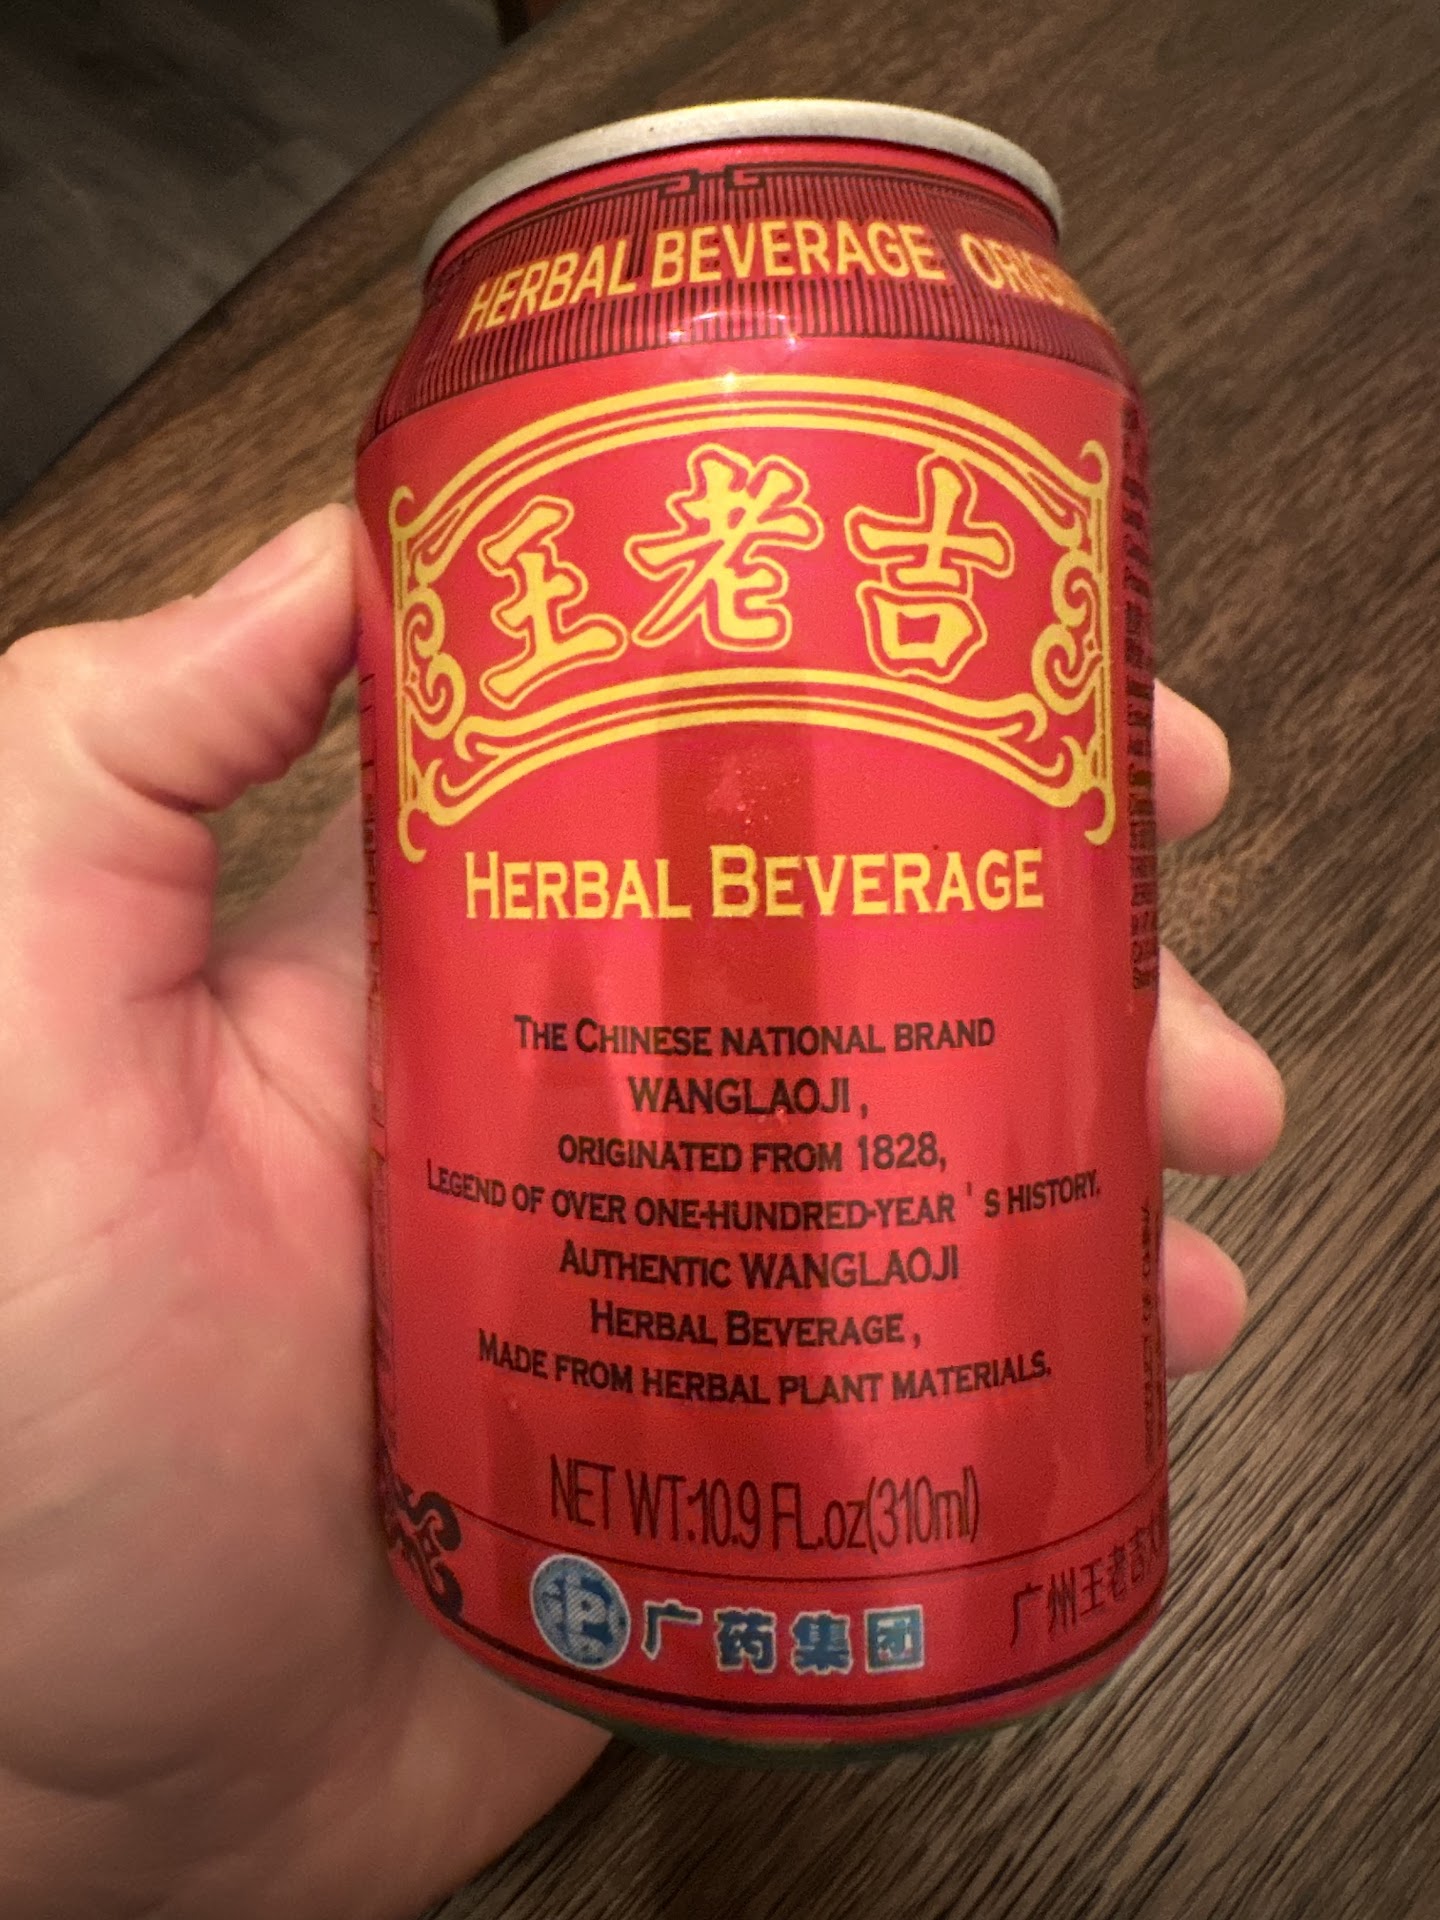 HERBAL BEVERAGE
王老吉
HERBAL BEVERAGE
THE CHINESE NATIONAL BRAND
WANGLAOJI,
ORIGINATED FROM 1828,
LEGEND OF OVER ONE-HUNDRED-YEAR'S HISTORY.
AUTHENTIC WANGLAOJI
HERBAL BEVERAGE,
MADE FROM HERBAL PLANT MATERIALS.
NET WT:10.9 FL.oz(310ml)
广药集团
广州王老吉